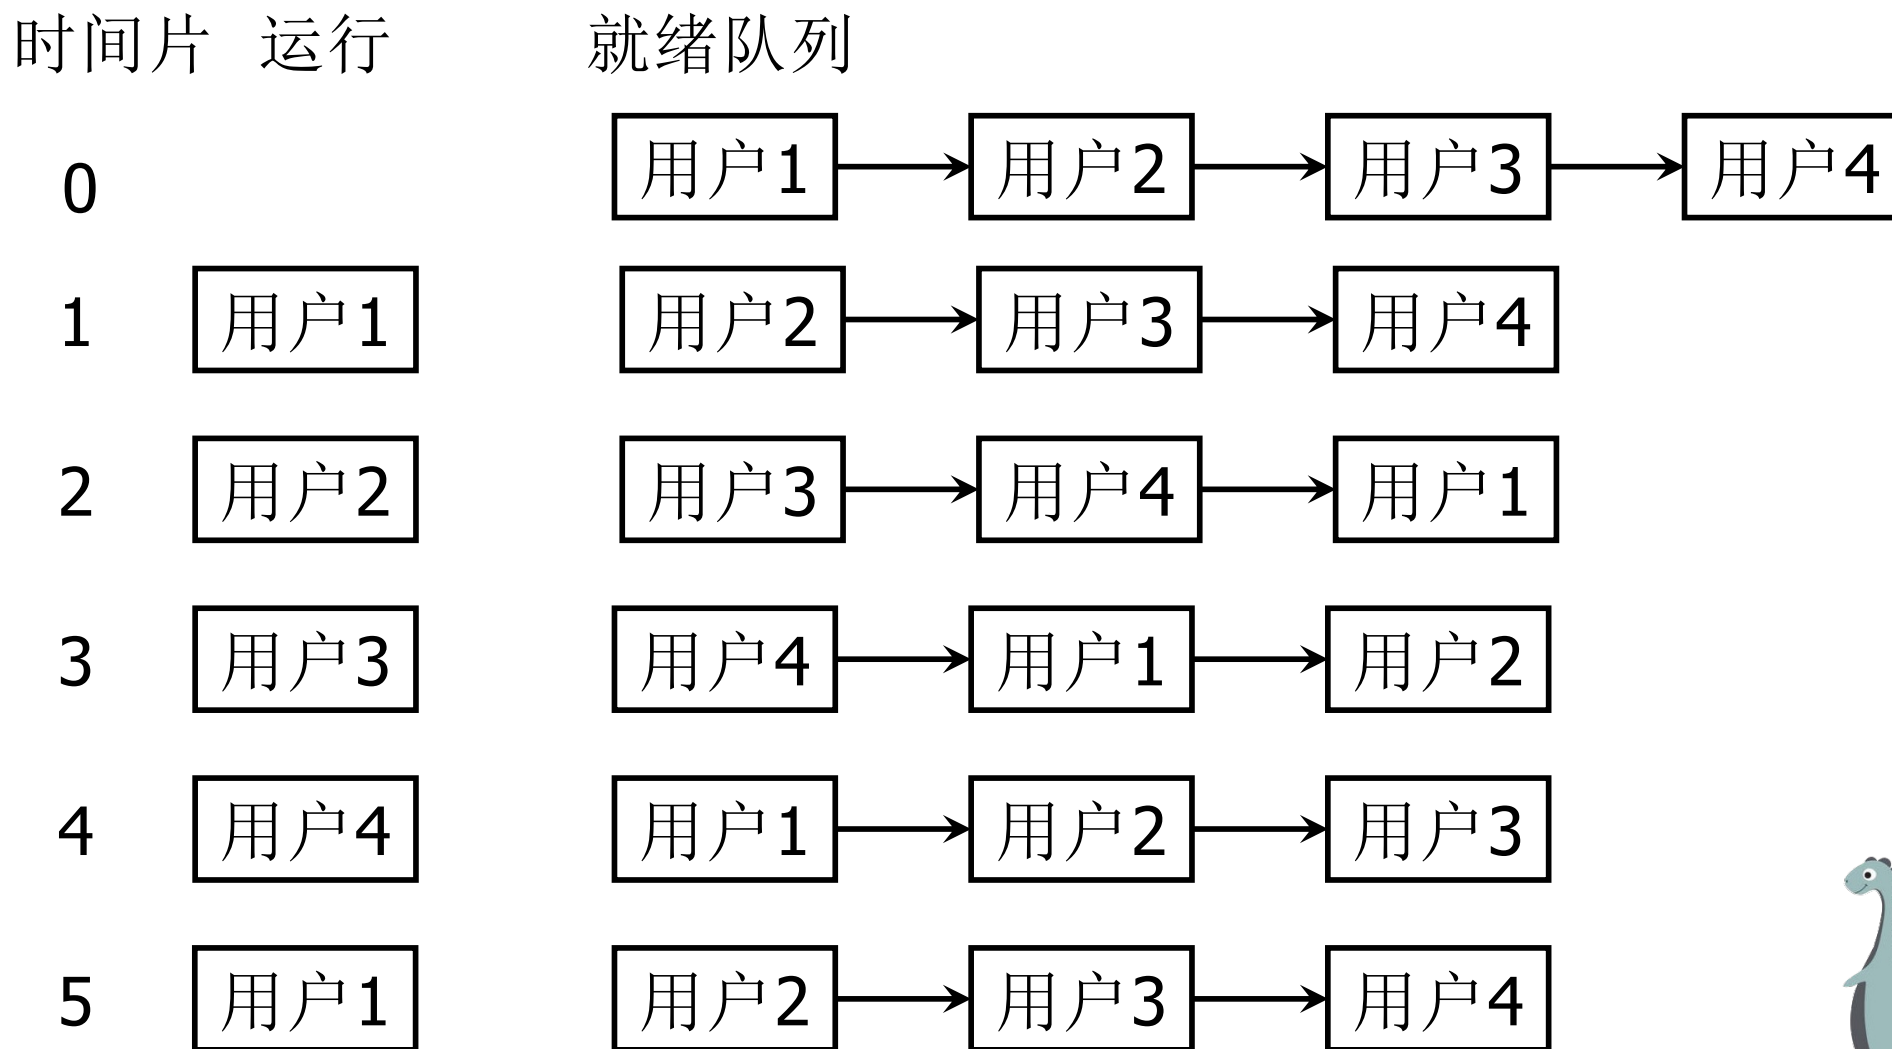 时间片 运行 就绪队列
0 用户1 用户2 用户3 用户4
1 用户1 用户2 用户3 用户4
2 用户2 用户3 用户4 用户1
3 用户3 用户4 用户1 用户2
4 用户4 用户1 用户2 用户3
5 用户1 用户2 用户3 用户4